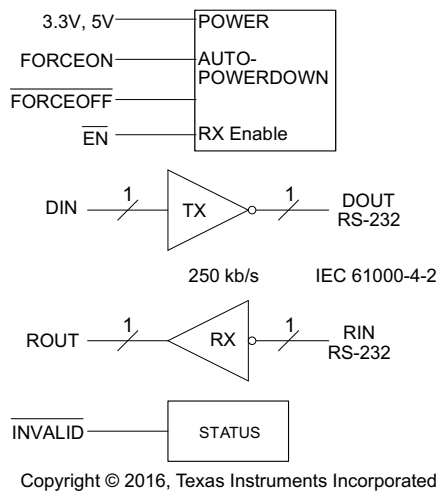 3.3V, 5V
POWER
FORCEON
AUTO-
POWERDOWN
FORCEOFF
EN
RX Enable
DIN
1
TX
1
DOUT
RS-232
250 kb/s
IEC 61000-4-2
ROUT
1
RX
1
RIN
RS-232
INVALID
STATUS
Copyright © 2016, Texas Instruments Incorporated